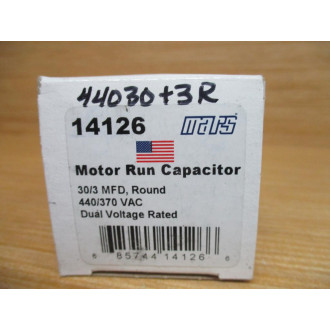 44030+3R
14126 mars
Motor Run Capacitor
30/3 MFD, Round
440/370 VAC
Dual Voltage Rated
6 85744 14126 6